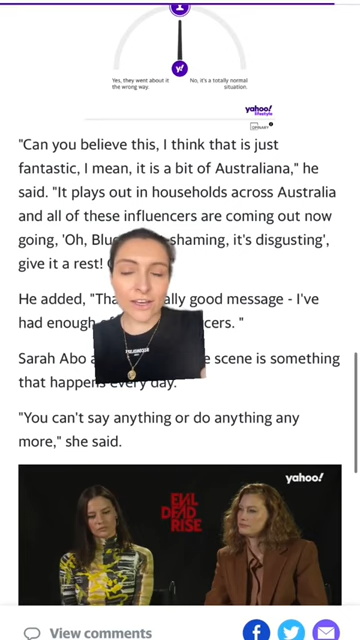 Yes, they went about it
the wrong way.
No, it's a totally normal
situation.
y!
yahoo!
lifestyle
OPINARY
"Can you believe this, I think that is just
fantastic, I mean, it is a bit of Australiana," he
said. "It plays out in households across Australia
and all of these influencers are coming out now
going, 'Oh, -shaming, it's disgusting',
give it a rest!
He added, " good message - I've
had enough
Sarah Abo scene is something
that happens every day.
"You can't say anything or do anything any
more," she said.
yahoo!
EVIL
DEAD
RISE
View comments